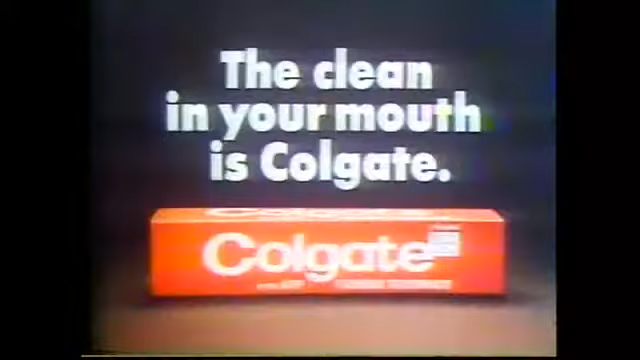 The clean
in your mouth
is Colgate.
Colgate
Colgate